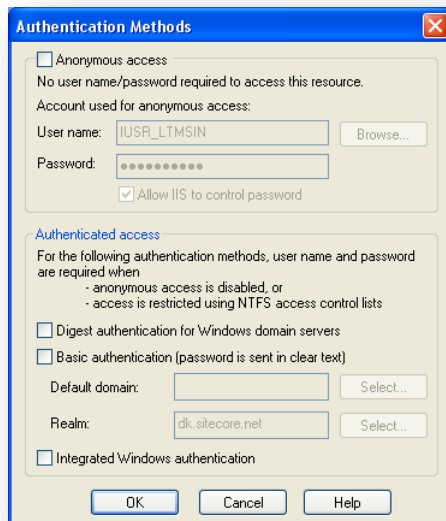 Authentication Methods
Anonymous access
No user name/password required to access this resource.
Account used for anonymous access:
User name: IUSR_LTMSIN Browse...
Password: ●●●●●●●●●●
Allow IIS to control password
Authenticated access
For the following authentication methods, user name and password
are required when
- anonymous access is disabled, or
- access is restricted using NTFS access control lists
Digest authentication for Windows domain servers
Basic authentication (password is sent in clear text)
Default domain: Select...
Realm: dk.sitecore.net Select...
Integrated Windows authentication
OK Cancel Help